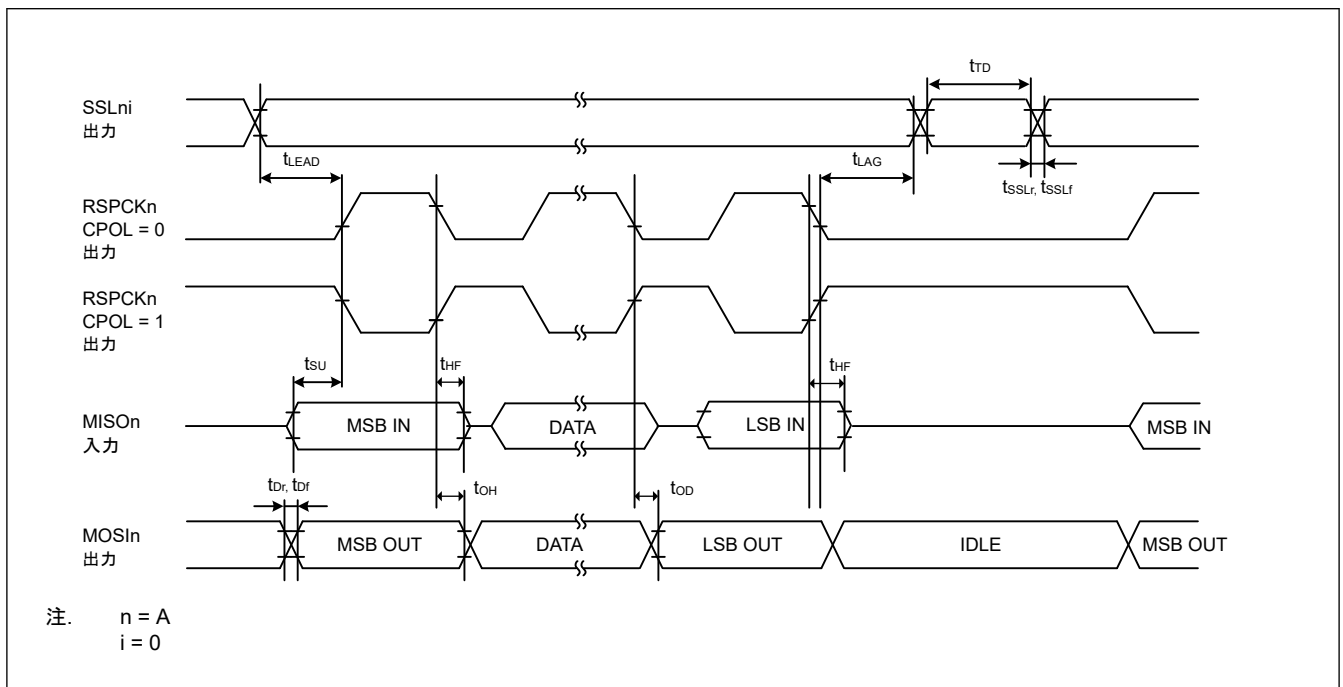 tTD
SSLni
出力
tLEAD
tLAG
tSSLr, tSSLf
RSPCKn
CPOL = 0
出力
RSPCKn
CPOL = 1
出力
tSU
tHF
tHF
MISOn
入力
MSB IN
DATA
LSB IN
MSB IN
tDr, tDf
tOH
tOD
MOSIn
出力
MSB OUT
DATA
LSB OUT
IDLE
MSB OUT
注. n = A
i = 0